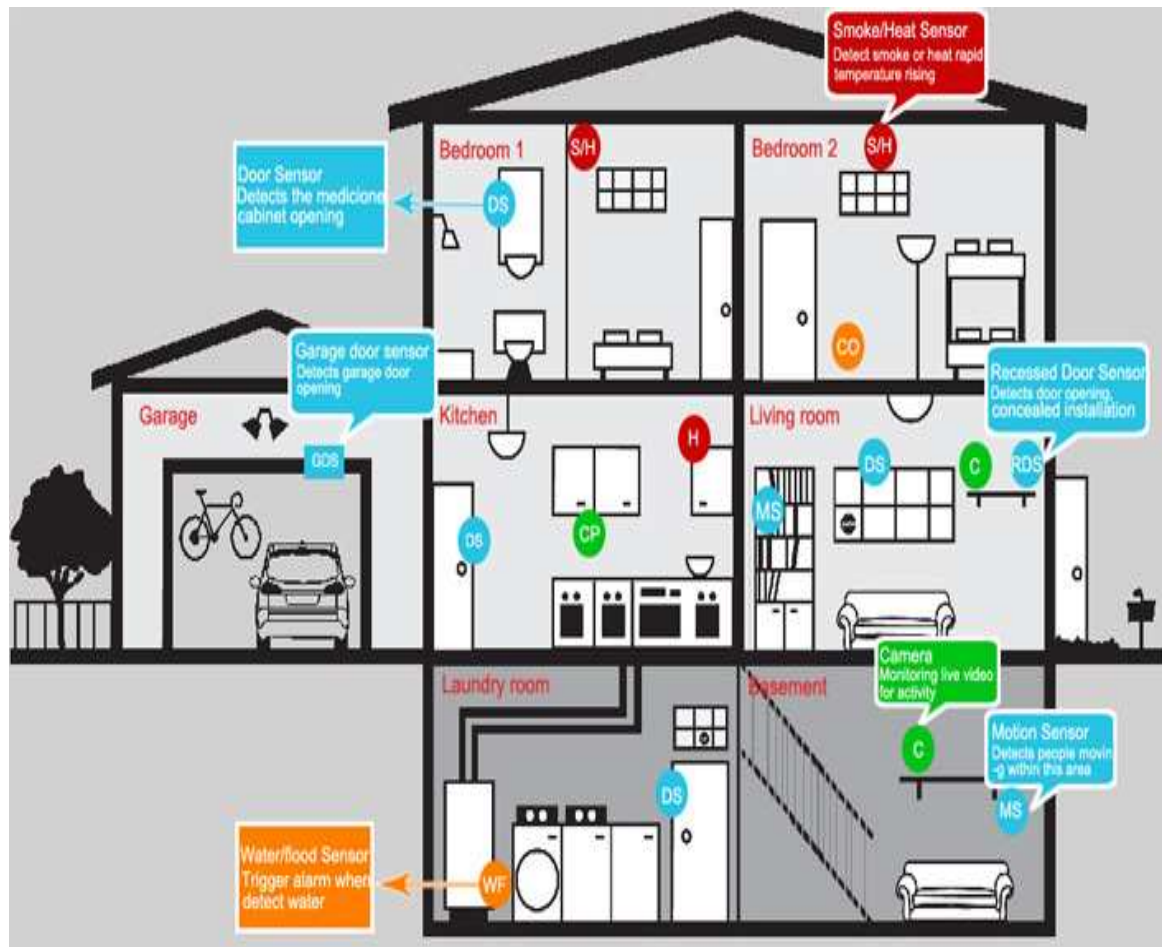 Smoke/Heat Sensor
Detect smoke or heat rapid
temperature rising
Bedroom 1
S/H
Bedroom 2
S/H
Door Sensor
Detects the medicione
cabinet opening
DS
CO
Garage door sensor
Detects garage door
opening
Recessed Door Sensor
Detects door opening,
concealed installation
Garage
Kitchen
Living room
GDS
H
DS
C
RDS
MS
DS
CP
Camera
Monitoring live video
for activity
Laundry room
Basement
Motion Sensor
Detects people movin
-g within this area
C
DS
MS
Water/flood Sensor
Trigger alarm when
detect water
WF